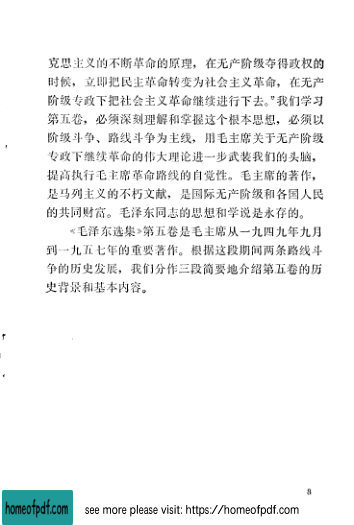 克思主义的不断革命的原理，在无产阶级夺得政权的
时候，立即把民主革命转变为社会主义革命，在无产
阶级专政下把社会主义革命继续进行下去。”我们学习
第五卷，必须深刻理解和掌握这个根本思想，必须以
阶级斗争、路线斗争为主线，用毛主席关于无产阶级
专政下继续革命的伟大理论进一步武装我们的头脑，
提高执行毛主席革命路线的自觉性。毛主席的著作，
是马列主义的不朽文献，是国际无产阶级和各国人民
的共同财富。毛泽东同志的思想和学说是永存的。
《毛泽东选集》第五卷是毛主席从一九四九年九月
到一九五七年的重要著作。根据这段期间两条路线斗
争的历史发展，我们分作三段简要地介绍第五卷的历
史背景和基本内容。
8
homeofpdf.com
see more please visit: https://homeofpdf.com